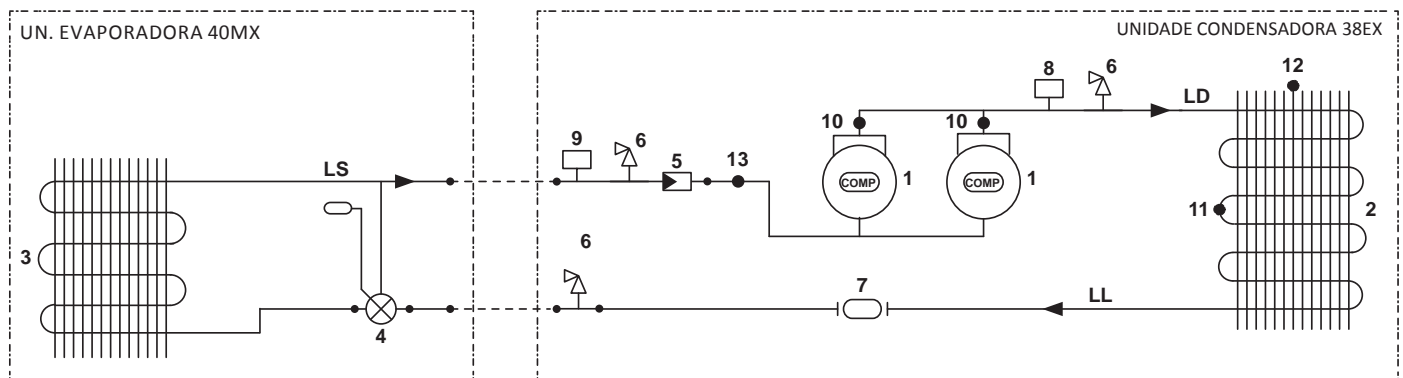 UN. EVAPORADORA 40MX
UNIDADE CONDENSADORA 38EX
12
8
6
LD
10
10
9
6
5
13
LS
COMP
1
COMP
1
11
2
3
6
7
LL
4